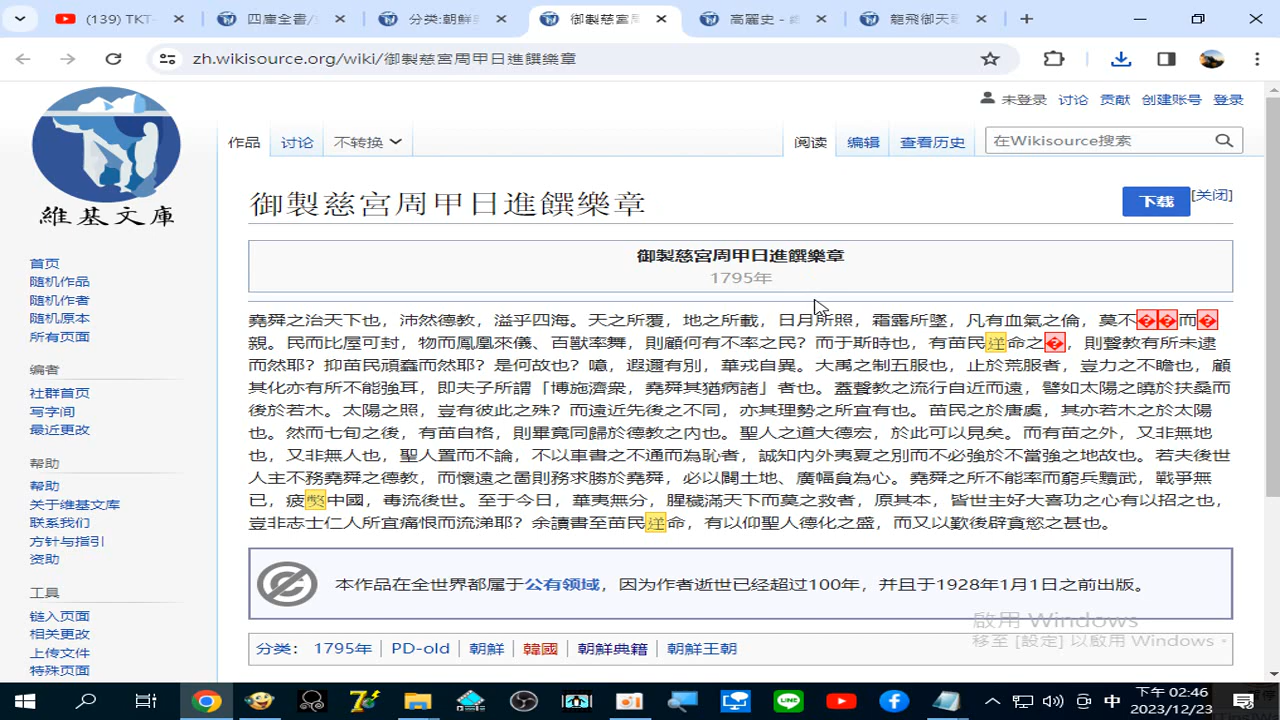 (139) TKT-
四庫全書/
分类:朝鮮
御製慈宮周
高麗史 -
龍飛御天
zh.wikisource.org/wiki/御製慈宮周甲日進饌樂章
未登录 讨论 贡献 创建账号 登录
作品 讨论 不转换 阅读 编辑 查看历史 在Wikisource搜索
維基文庫
御製慈宮周甲日進饌樂章
下载 [关闭]
御製慈宮周甲日進饌樂章
1795年
堯舜之治天下也，沛然德教，溢乎四海。天之所覆，地之所載，日月所照，霜露所墜，凡有血氣之倫，莫不��而�
親。民而比屋可封，物而鳳凰來儀、百獸率舞，則顧何有不率之民？而于斯時也，有苗民命之�，則聲教有所未逮
而然耶？抑苗民頑蠢而然耶？是何故也？噫，遐邇有別，華戎自異。大禹之制五服也，止於荒服者，豈力之不瞻也，顧
其化亦有所不能強耳，即夫子所謂「博施濟衆，堯舜其猶病諸」者也。蓋聲教之流行自近而遠，譬如太陽之曉於扶桑而
後於若木。太陽之照，豈有彼此之殊？而遠近先後之不同，亦其理勢之所宜有也。苗民之於唐虞，其亦若木之於太陽
也。然而七旬之後，有苗自格，則畢竟同歸於德教之內也。聖人之道大德宏，於此可以見矣。而有苗之外，又非無地
也，又非無人也，聖人置而不論，不以車書之不通而為恥者，誠知内外夷夏之別而不必強於不當強之地故也。若夫後世
人主不務堯舜之德教，而懷遠之啚則務求勝於堯舜，必以闢土地、廣幅員為心。堯舜之所不能率而窮兵贖武，戰爭無
已，疲中國，毒流後世。至于今日，華夷無分，腥穢滿天下而莫之救者，原其本，皆世主好大喜功之心有以招之也，
豈非志士仁人所宜痛恨而流涕耶？余讀書至苗民命，有以仰聖人德化之盛，而又以歎後辟貪慾之甚也。
本作品在全世界都属于公有领域，因为作者逝世已经超过100年，并且于1928年1月1日之前出版。
分类： 1795年 | PD-old | 朝鮮 | 韓國 | 朝鮮典籍 | 朝鮮王朝
首页
随机作品
随机作者
随机原本
所有页面
编者
社群首页
写字间
最近更改
帮助
帮助
关于维基文库
联系我们
方针与指引
资助
工具
链入页面
相关更改
上传文件
特殊页面
啟用 Windows
移至 [設定] 以啟用 Windows。
中 下午 02:46
2023/12/23